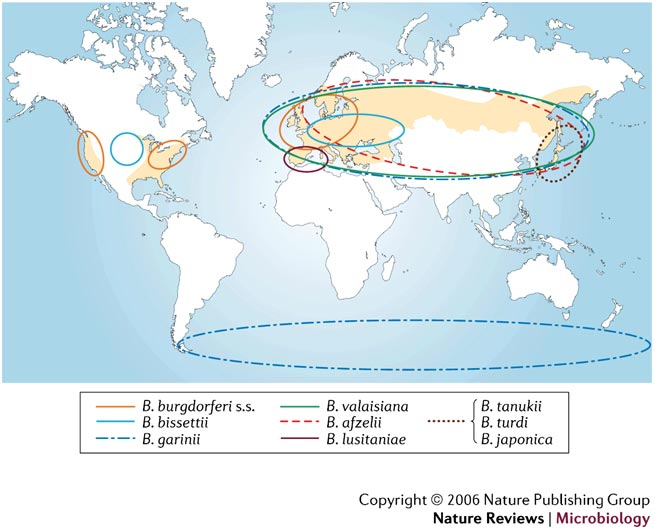 B. burgdorferi s.s.
B. bissettii
B. garinii
B. valaisiana
B. afzelii
B. lusitaniae
B. tanukii
B. turdi
B. japonica
Copyright © 2006 Nature Publishing Group
Nature Reviews | Microbiology